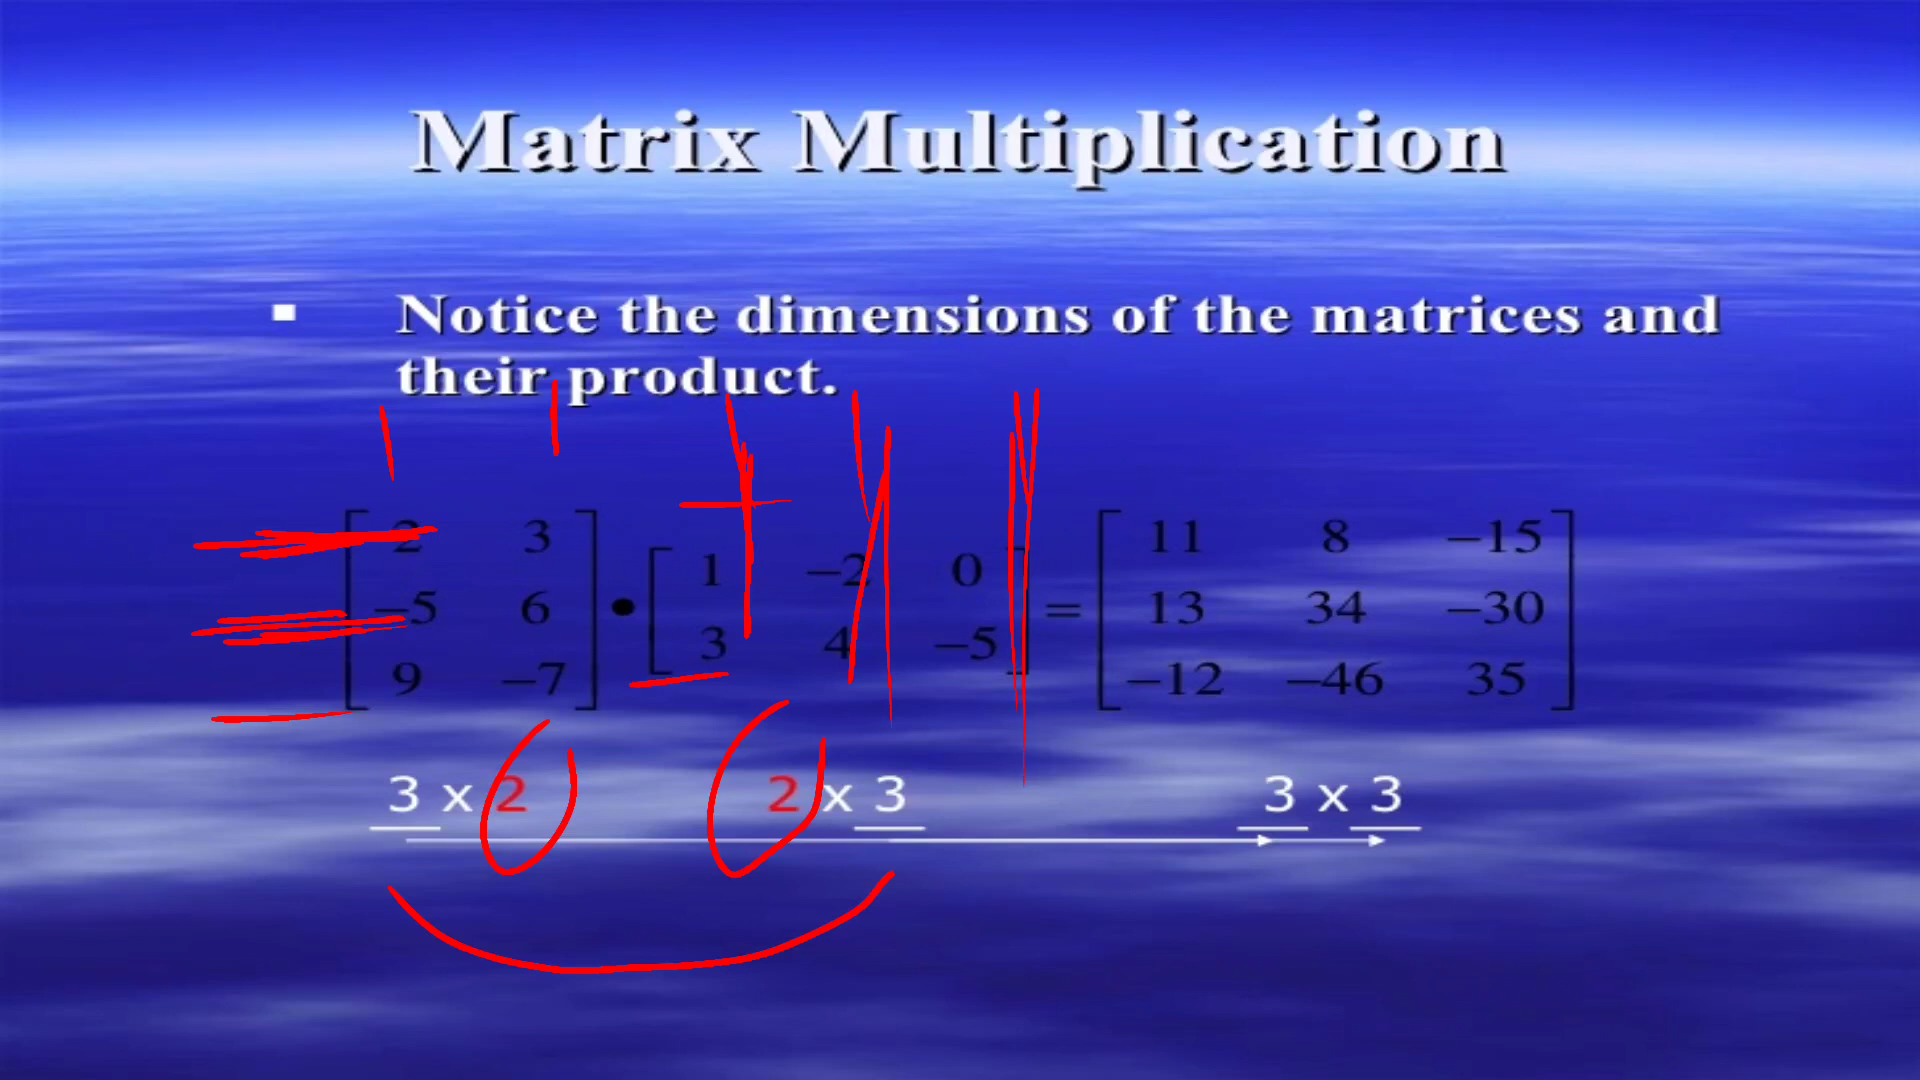 Matrix Multiplication
▪ Notice the dimensions of the matrices and
their product.
[2 3; −5 6; 9 −7] • [1 −2 0; 3 4 −5] = [11 8 −15; 13 34 −30; −12 −46 35]
3 x 2 2 x 3 3 x 3